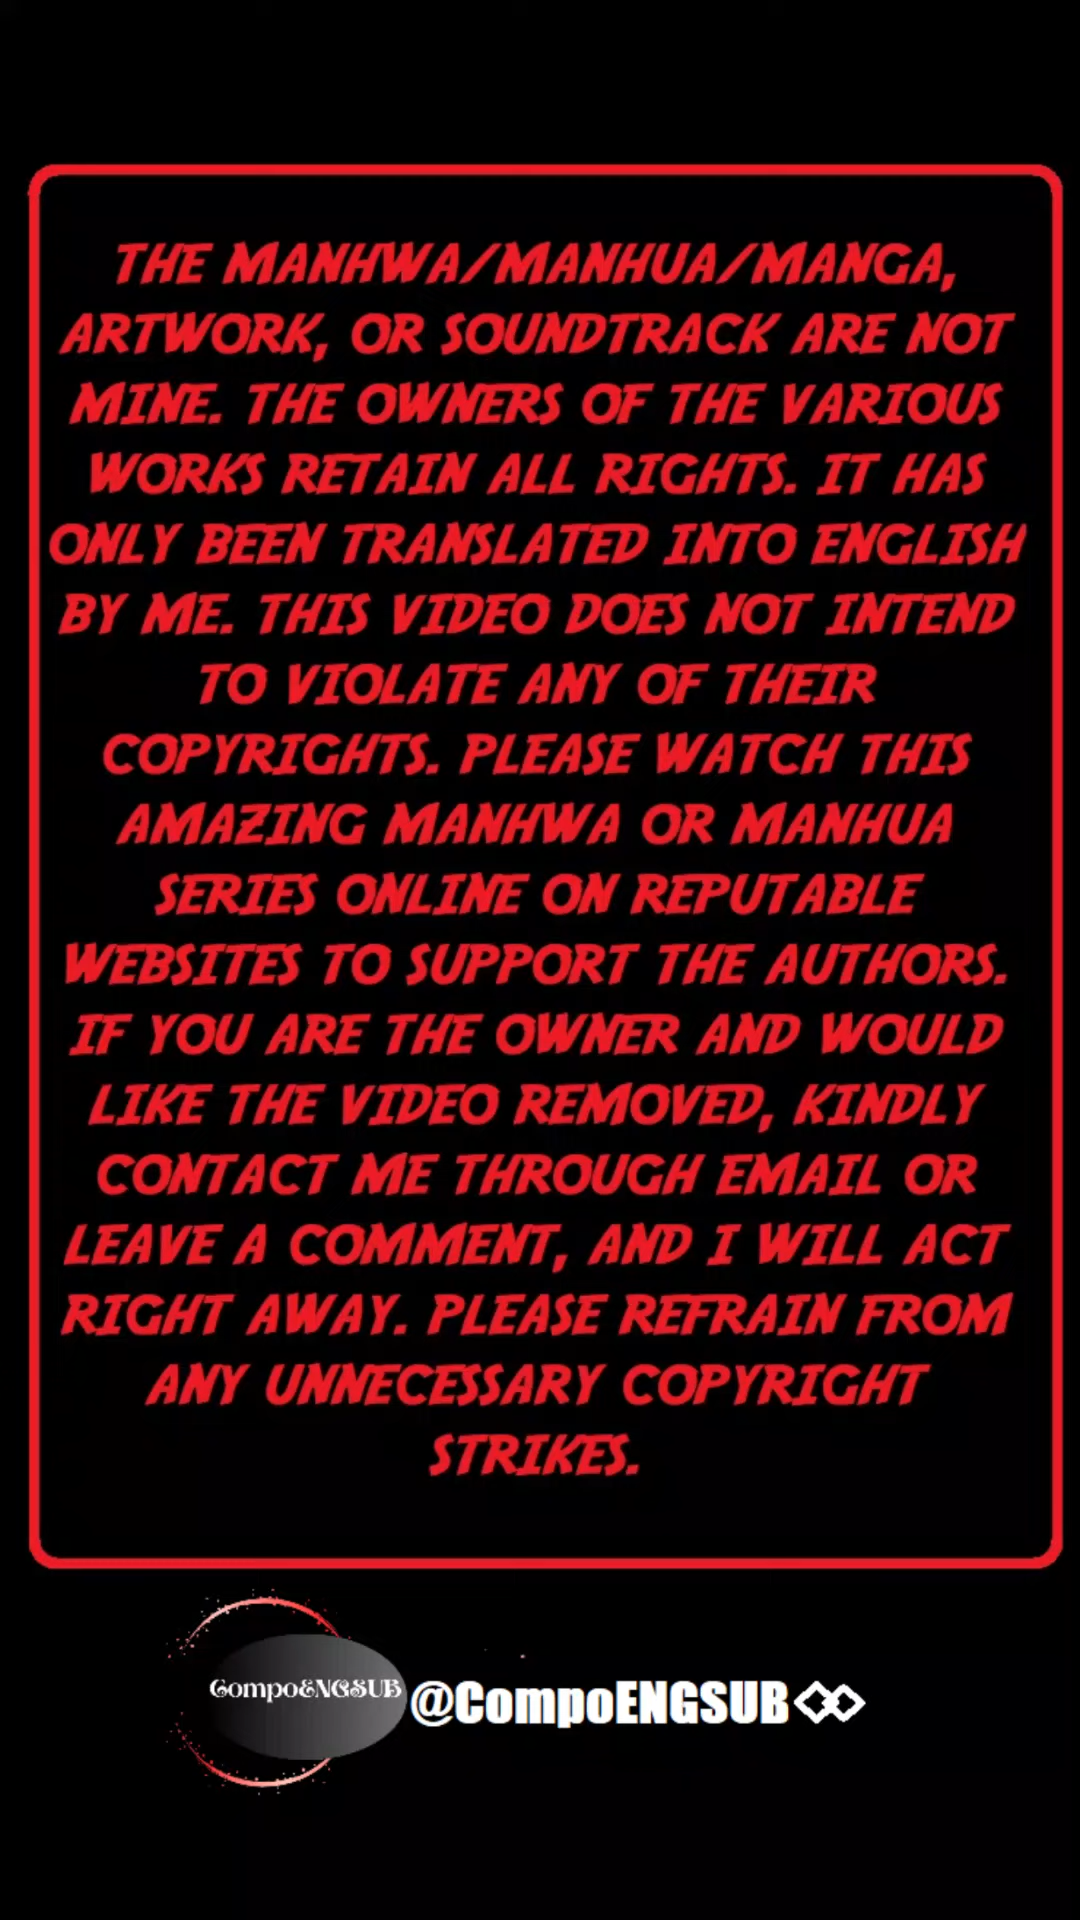 THE MANHWA/MANHUA/MANGA,
ARTWORK, OR SOUNDTRACK ARE NOT
MINE. THE OWNERS OF THE VARIOUS
WORKS RETAIN ALL RIGHTS. IT HAS
ONLY BEEN TRANSLATED INTO ENGLISH
BY ME. THIS VIDEO DOES NOT INTEND
TO VIOLATE ANY OF THEIR
COPYRIGHTS. PLEASE WATCH THIS
AMAZING MANHWA OR MANHUA
SERIES ONLINE ON REPUTABLE
WEBSITES TO SUPPORT THE AUTHORS.
IF YOU ARE THE OWNER AND WOULD
LIKE THE VIDEO REMOVED, KINDLY
CONTACT ME THROUGH EMAIL OR
LEAVE A COMMENT, AND I WILL ACT
RIGHT AWAY. PLEASE REFRAIN FROM
ANY UNNECESSARY COPYRIGHT
STRIKES.
CompoENGSUB
@CompoENGSUB